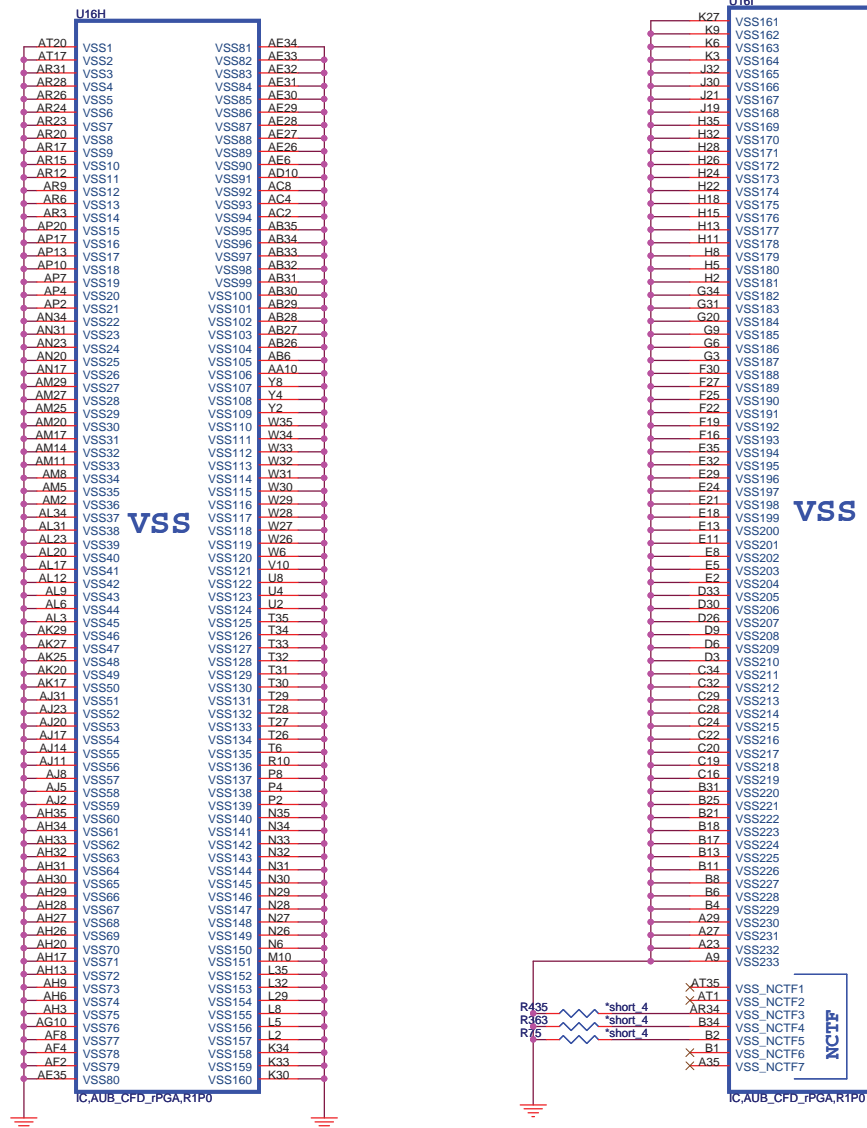 U16H
AT20 VSS1 VSS81 AE34
AT17 VSS2 VSS82 AE33
AR31 VSS3 VSS83 AE32
AR28 VSS4 VSS84 AE31
AR26 VSS5 VSS85 AE30
AR24 VSS6 VSS86 AE29
AR23 VSS7 VSS87 AE28
AR20 VSS8 VSS88 AE27
AR17 VSS9 VSS89 AE26
AR15 VSS10 VSS90 AE6
AR12 VSS11 VSS91 AD10
AR9 VSS12 VSS92 AC8
AR6 VSS13 VSS93 AC4
AR3 VSS14 VSS94 AC2
AP20 VSS15 VSS95 AB35
AP17 VSS16 VSS96 AB34
AP13 VSS17 VSS97 AB33
AP10 VSS18 VSS98 AB32
AP7 VSS19 VSS99 AB31
AP4 VSS20 VSS100 AB30
AP2 VSS21 VSS101 AB29
AN34 VSS22 VSS102 AB28
AN31 VSS23 VSS103 AB27
AN23 VSS24 VSS104 AB26
AN20 VSS25 VSS105 AB6
AN17 VSS26 VSS106 AA10
AM29 VSS27 VSS107 Y8
AM27 VSS28 VSS108 Y4
AM25 VSS29 VSS109 Y2
AM20 VSS30 VSS110 W35
AM17 VSS31 VSS111 W34
AM14 VSS32 VSS112 W33
AM11 VSS33 VSS113 W32
AM8 VSS34 VSS114 W31
AM5 VSS35 VSS115 W30
AM2 VSS36 VSS116 W29
AL34 VSS37 VSS117 W28
VSS
AL31 VSS38 VSS118 W27
AL23 VSS39 VSS119 W26
AL20 VSS40 VSS120 W6
AL17 VSS41 VSS121 V10
AL12 VSS42 VSS122 U8
AL9 VSS43 VSS123 U4
AL6 VSS44 VSS124 U2
AL3 VSS45 VSS125 T35
AK29 VSS46 VSS126 T34
AK27 VSS47 VSS127 T33
AK25 VSS48 VSS128 T32
AK20 VSS49 VSS129 T31
AK17 VSS50 VSS130 T30
AJ31 VSS51 VSS131 T29
AJ23 VSS52 VSS132 T28
AJ20 VSS53 VSS133 T27
AJ17 VSS54 VSS134 T26
AJ14 VSS55 VSS135 T6
AJ11 VSS56 VSS136 R10
AJ8 VSS57 VSS137 P8
AJ5 VSS58 VSS138 P4
AJ2 VSS59 VSS139 P2
AH35 VSS60 VSS140 N35
AH34 VSS61 VSS141 N34
AH33 VSS62 VSS142 N33
AH32 VSS63 VSS143 N32
AH31 VSS64 VSS144 N31
AH30 VSS65 VSS145 N30
AH29 VSS66 VSS146 N29
AH28 VSS67 VSS147 N28
AH27 VSS68 VSS148 N27
AH26 VSS69 VSS149 N26
AH20 VSS70 VSS150 N6
AH17 VSS71 VSS151 M10
AH13 VSS72 VSS152 L35
AH9 VSS73 VSS153 L32
AH6 VSS74 VSS154 L29
AH3 VSS75 VSS155 L8
AG10 VSS76 VSS156 L5
AF8 VSS77 VSS157 L2
AF4 VSS78 VSS158 K34
AF2 VSS79 VSS159 K33
AE35 VSS80 VSS160 K30
IC,AUB_CFD_rPGA,R1P0
U16I
K27 VSS161
K9 VSS162
K6 VSS163
K3 VSS164
J32 VSS165
J30 VSS166
J21 VSS167
J19 VSS168
H35 VSS169
H32 VSS170
H28 VSS171
H26 VSS172
H24 VSS173
H22 VSS174
H18 VSS175
H15 VSS176
H13 VSS177
H11 VSS178
H8 VSS179
H5 VSS180
H2 VSS181
G34 VSS182
G31 VSS183
G20 VSS184
G9 VSS185
G6 VSS186
G3 VSS187
F30 VSS188
F27 VSS189
F25 VSS190
F22 VSS191
F19 VSS192
F16 VSS193
E35 VSS194
E32 VSS195
E29 VSS196
E24 VSS197
E21 VSS198
VSS
E18 VSS199
E13 VSS200
E11 VSS201
E8 VSS202
E5 VSS203
E2 VSS204
D33 VSS205
D30 VSS206
D26 VSS207
D9 VSS208
D6 VSS209
D3 VSS210
C34 VSS211
C32 VSS212
C29 VSS213
C28 VSS214
C24 VSS215
C22 VSS216
C20 VSS217
C19 VSS218
C16 VSS219
B31 VSS220
B25 VSS221
B21 VSS222
B18 VSS223
B17 VSS224
B13 VSS225
B11 VSS226
B8 VSS227
B6 VSS228
B4 VSS229
A29 VSS230
A27 VSS231
A23 VSS232
A9 VSS233
AT35 VSS_NCTF1
AT1 VSS_NCTF2
R435 *short_4 AR34 VSS_NCTF3
R363 *short_4 B34 VSS_NCTF4
R75 *short_4 B2 VSS_NCTF5
B1 VSS_NCTF6
A35 VSS_NCTF7
NCTF
IC,AUB_CFD_rPGA,R1P0